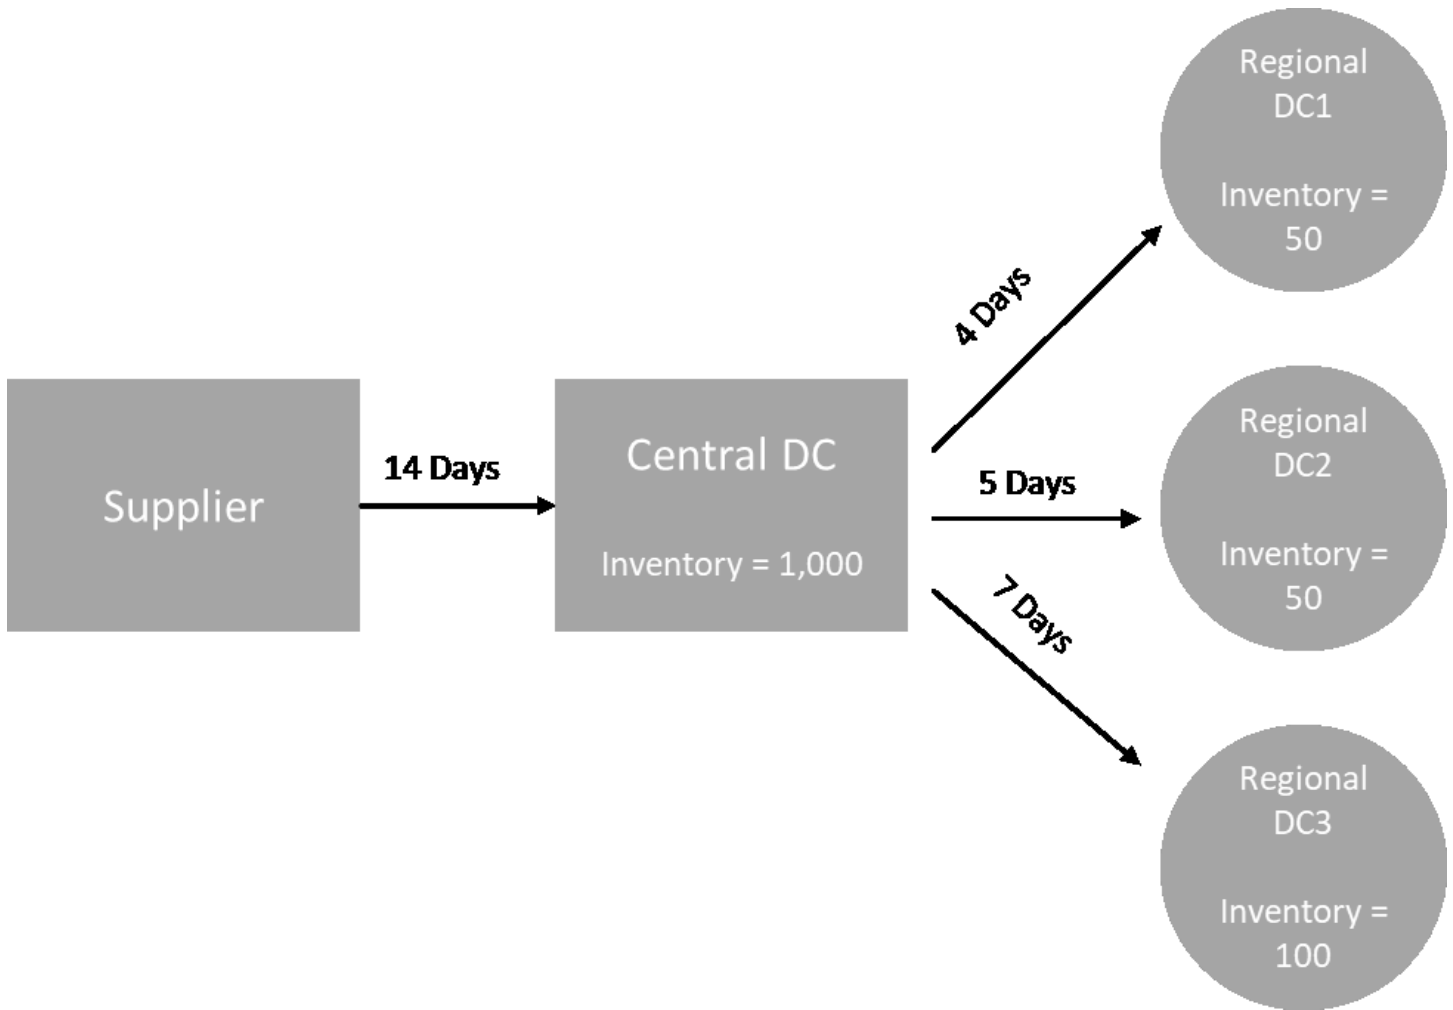 Supplier
14 Days
Central DC
Inventory = 1,000
4 Days
5 Days
7 Days
Regional
DC1
Inventory =
50
Regional
DC2
Inventory =
50
Regional
DC3
Inventory =
100